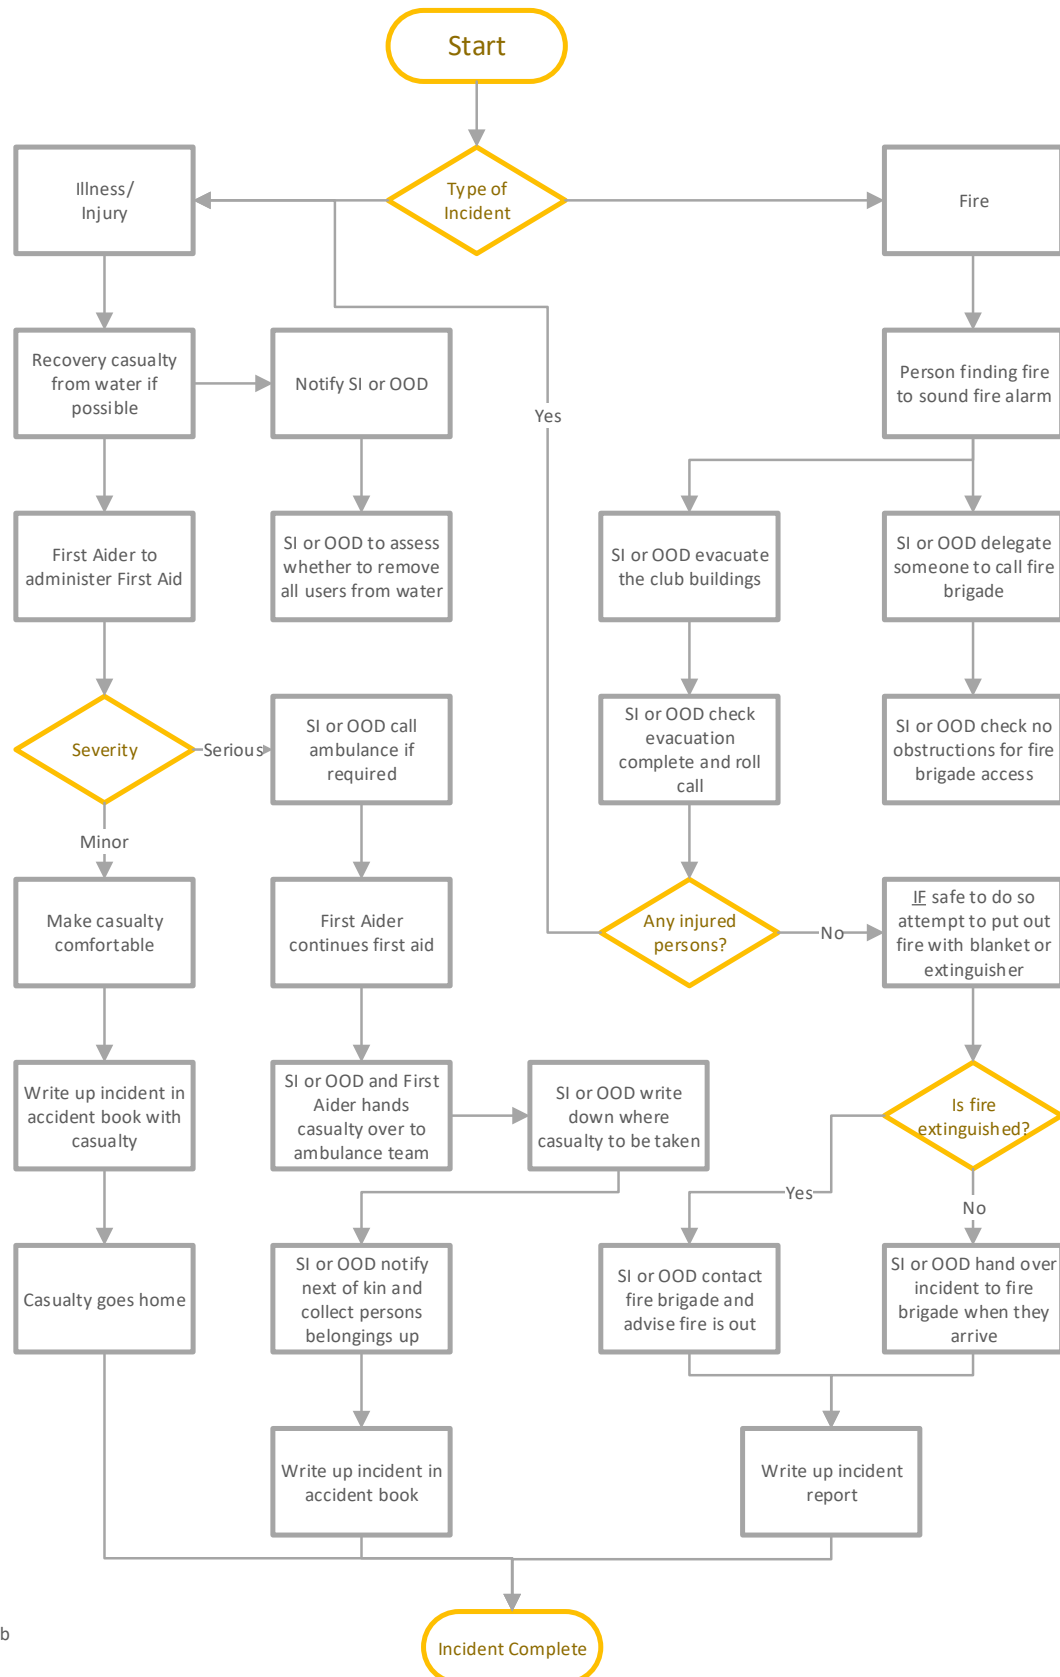 Start
Type of
Incident
Illness/
Injury
Fire
Recovery casualty
from water if
possible
Notify SI or OOD
Person finding fire
to sound fire alarm
Yes
First Aider to
administer First Aid
SI or OOD to assess
whether to remove
all users from water
SI or OOD evacuate
the club buildings
SI or OOD delegate
someone to call fire
brigade
Severity
Serious
SI or OOD call
ambulance if
required
SI or OOD check
evacuation
complete and roll
call
SI or OOD check no
obstructions for fire
brigade access
Minor
Make casualty
comfortable
First Aider
continues first aid
Any injured
persons?
No
IF safe to do so
attempt to put out
fire with blanket or
extinguisher
Write up incident in
accident book with
casualty
SI or OOD and First
Aider hands
casualty over to
ambulance team
SI or OOD write
down where
casualty to be taken
Is fire
extinguished?
Yes
No
Casualty goes home
SI or OOD notify
next of kin and
collect persons
belongings up
SI or OOD contact
fire brigade and
advise fire is out
SI or OOD hand over
incident to fire
brigade when they
arrive
Write up incident in
accident book
Write up incident
report
b
Incident Complete